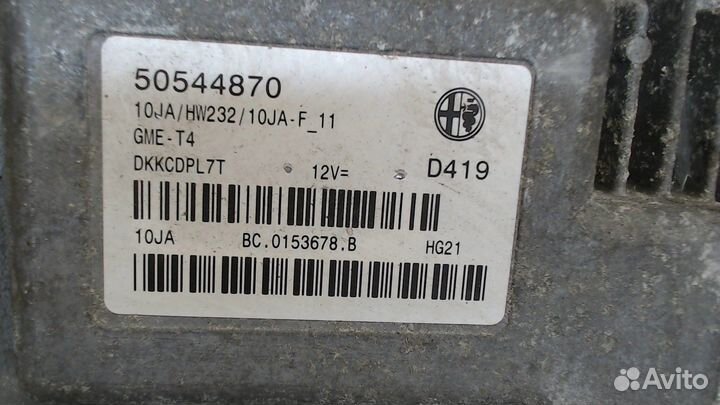 50544870
10JA/HW232/10JA-F_11
GME-T4
DKKCDPL7T 12V= D419
10JA BC.0153678.B HG21
Avito